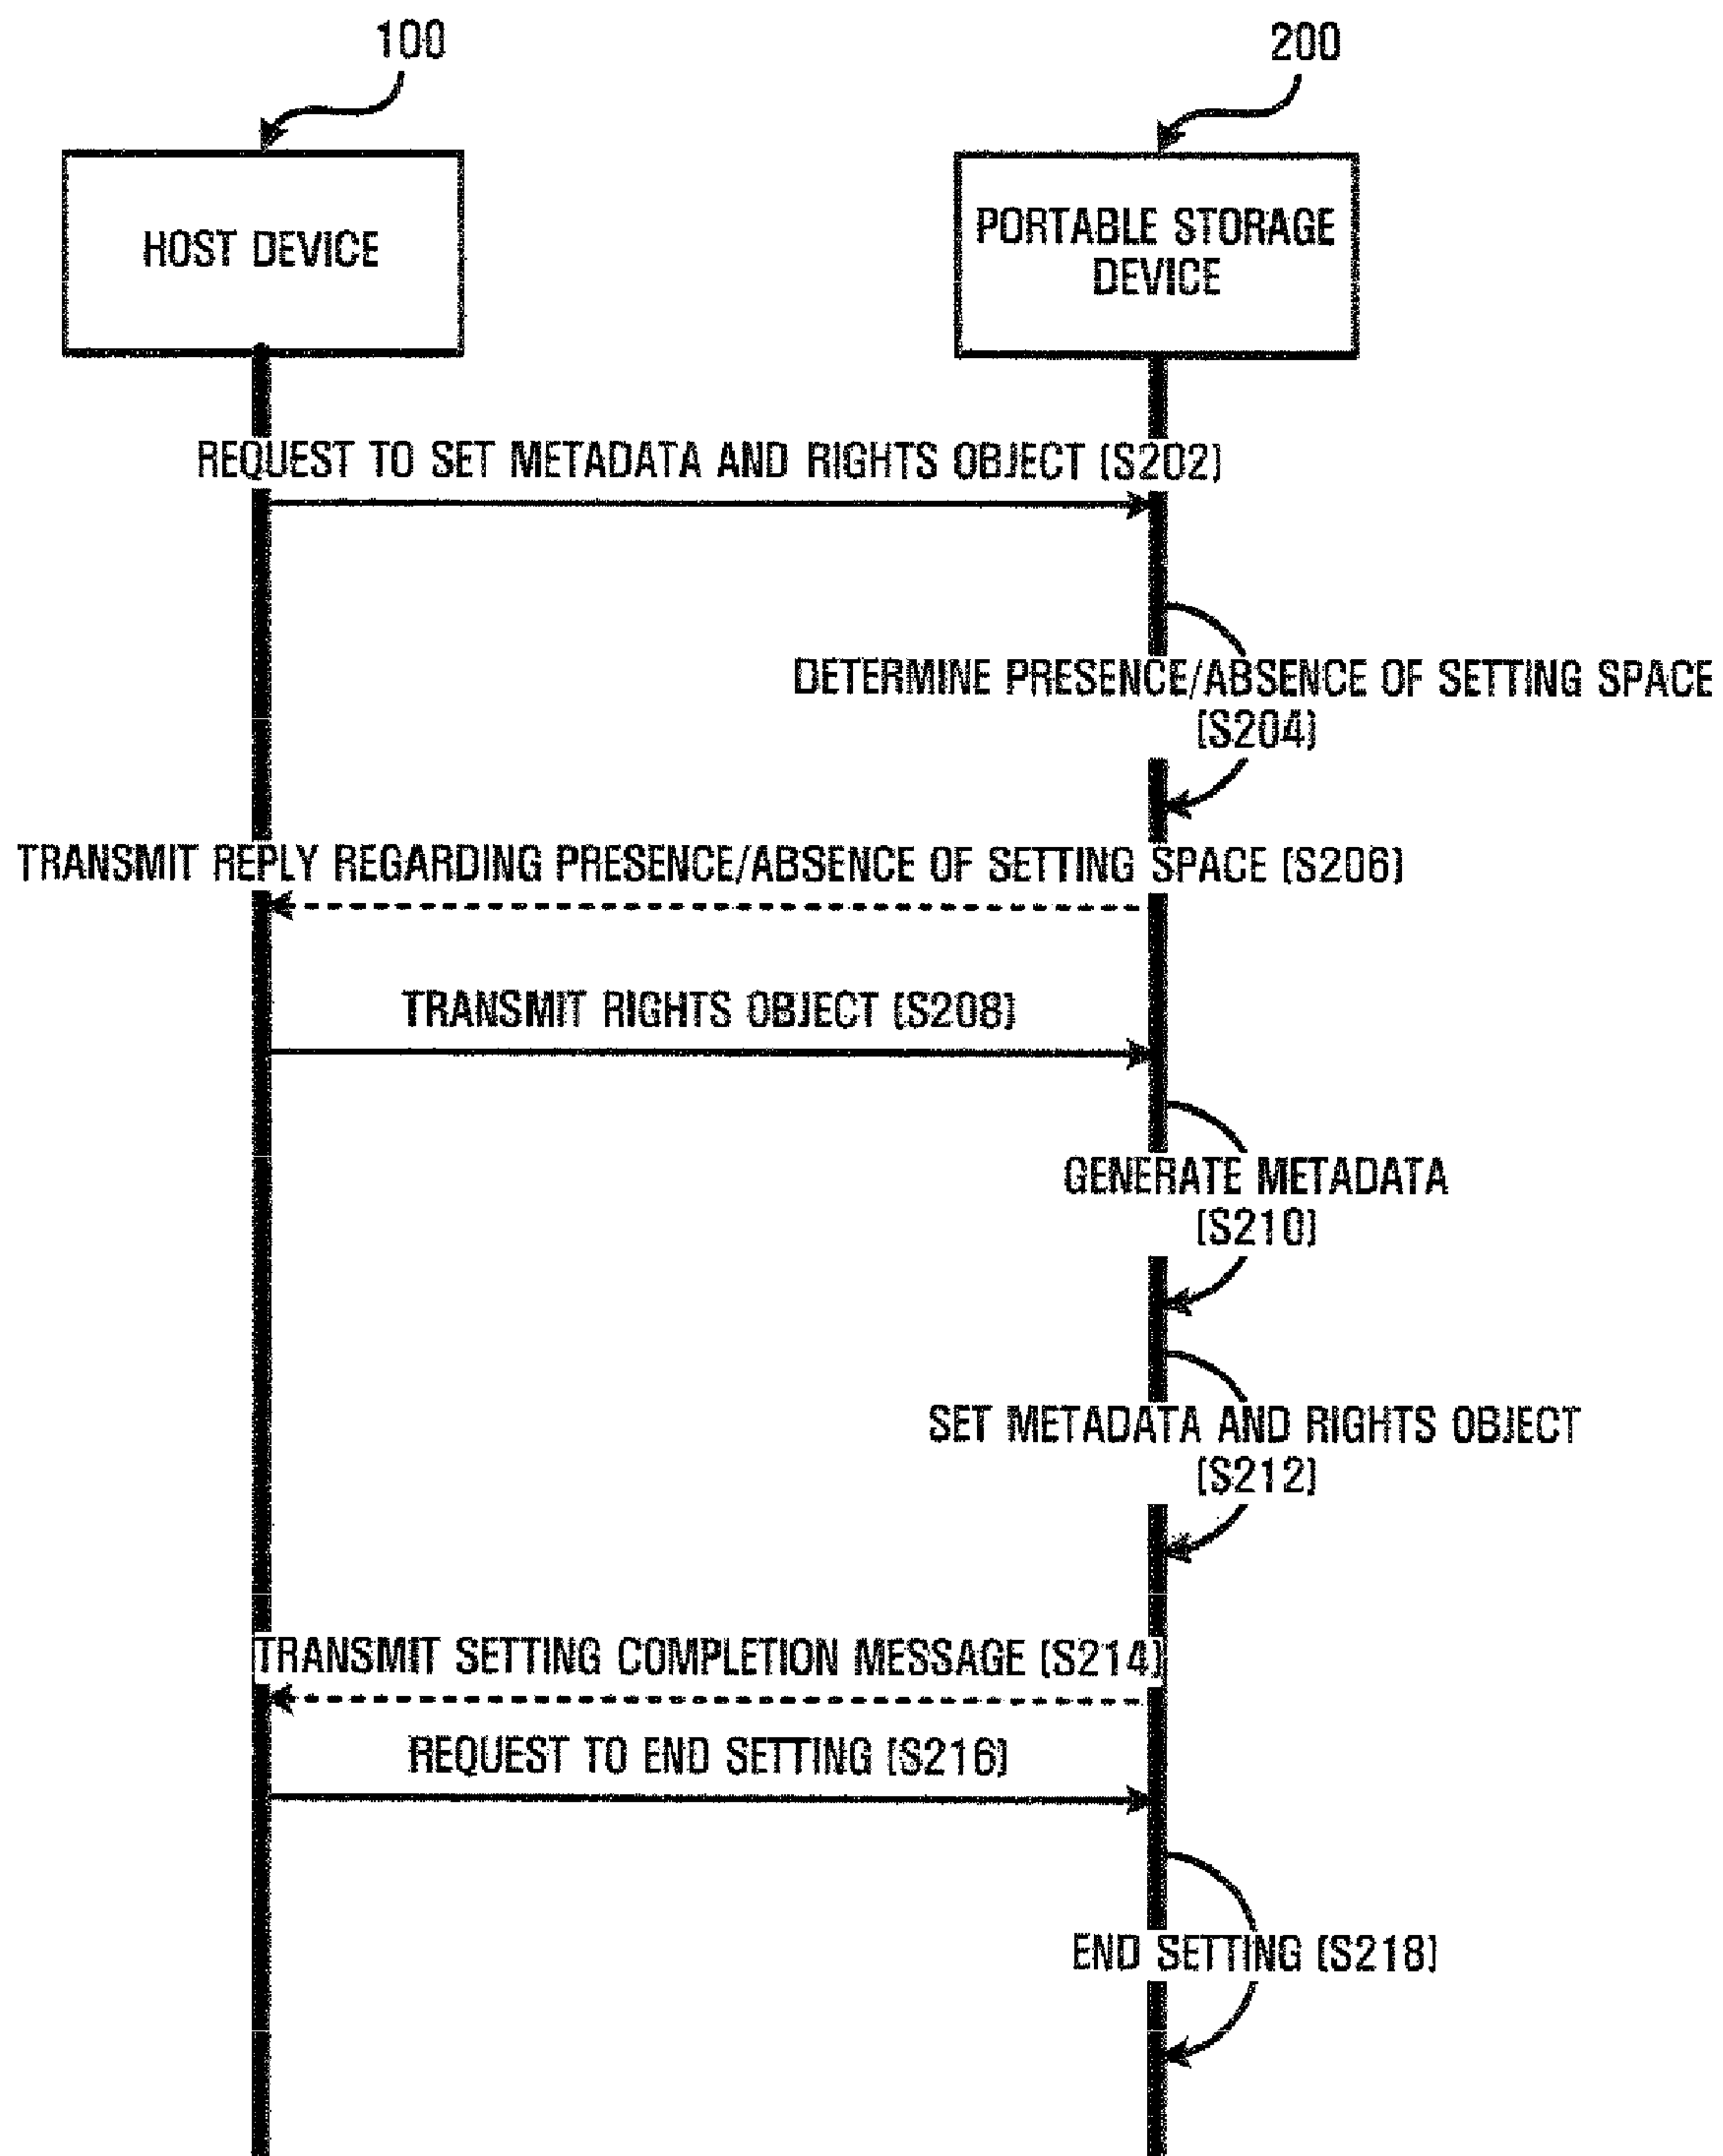 100
200
HOST DEVICE
PORTABLE STORAGE
DEVICE
REQUEST TO SET METADATA AND RIGHTS OBJECT (S202)
DETERMINE PRESENCE/ABSENCE OF SETTING SPACE
(S204)
TRANSMIT REPLY REGARDING PRESENCE/ABSENCE OF SETTING SPACE (S206)
TRANSMIT RIGHTS OBJECT (S208)
GENERATE METADATA
(S210)
SET METADATA AND RIGHTS OBJECT
(S212)
TRANSMIT SETTING COMPLETION MESSAGE (S214)
REQUEST TO END SETTING (S216)
END SETTING (S218)